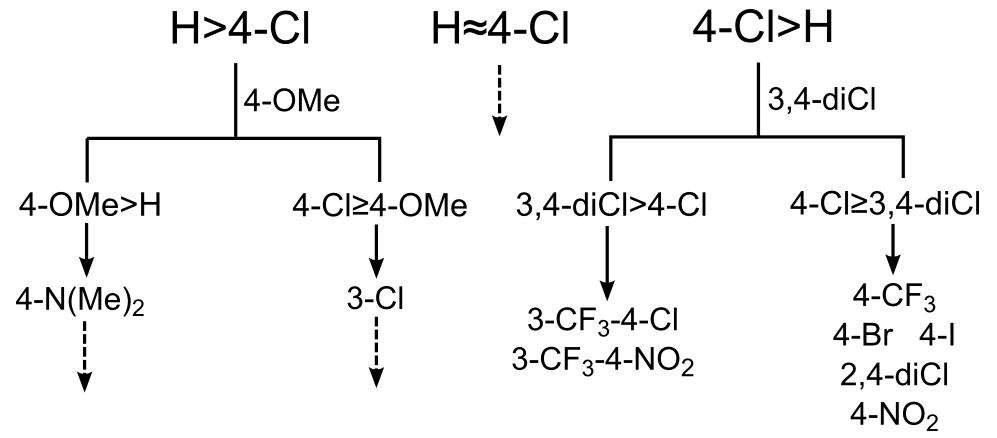 H>4-Cl H≈4-Cl 4-Cl>H
4-OMe 3,4-diCl
4-OMe>H 4-Cl≥4-OMe 3,4-diCl>4-Cl 4-Cl≥3,4-diCl
4-N(Me)₂ 3-Cl 3-CF₃-4-Cl 4-CF₃
3-CF₃-4-NO₂ 4-Br 4-I
2,4-diCl
4-NO₂